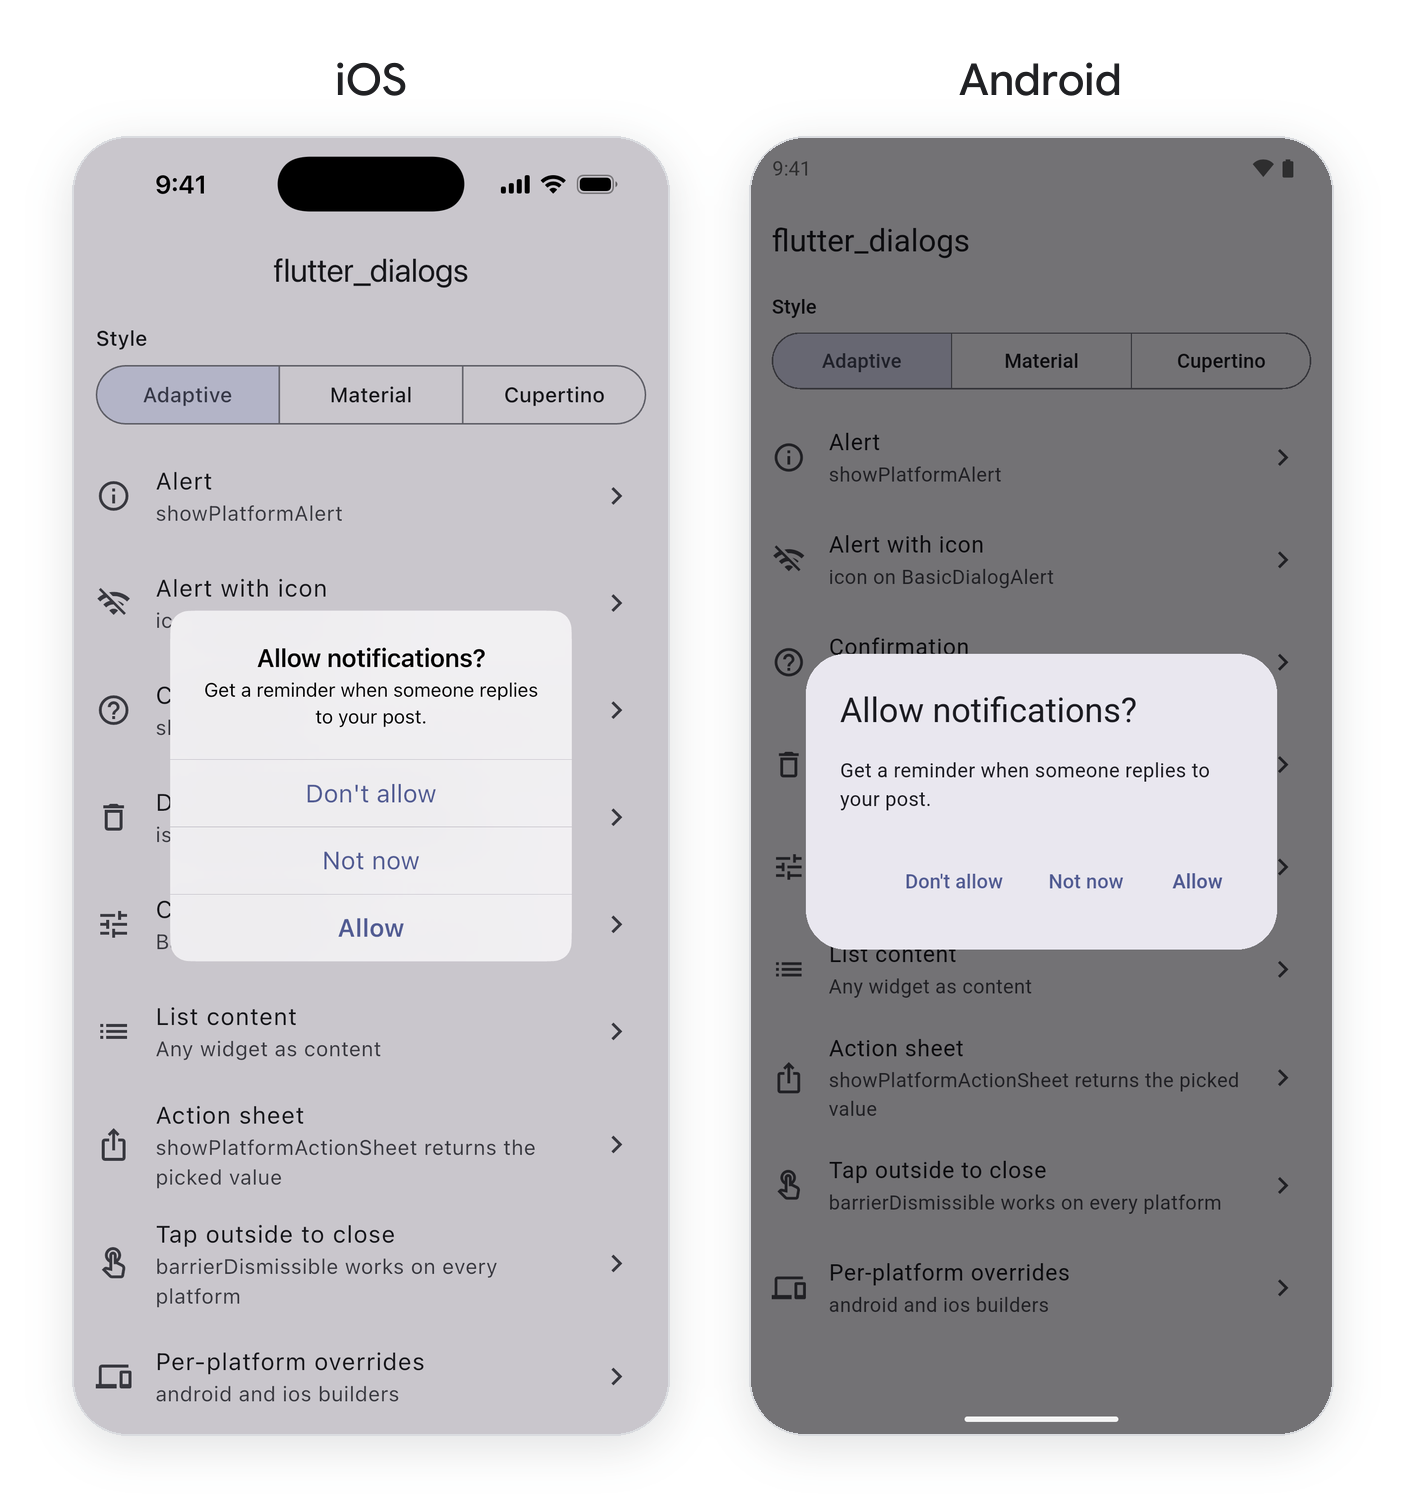 iOS
9:41
flutter_dialogs
Style
Adaptive
Material
Cupertino
Alert
showPlatformAlert
Alert with icon
ic
Allow notifications?
Get a reminder when someone replies
to your post.
Don't allow
Not now
Allow
C
sl
D
is
C
B
List content
Any widget as content
Action sheet
showPlatformActionSheet returns the
picked value
Tap outside to close
barrierDismissible works on every
platform
Per-platform overrides
android and ios builders
Android
9:41
flutter_dialogs
Style
Adaptive
Material
Cupertino
Alert
showPlatformAlert
Alert with icon
icon on BasicDialogAlert
Confirmation
Allow notifications?
Get a reminder when someone replies to
your post.
Don't allow
Not now
Allow
List content
Any widget as content
Action sheet
showPlatformActionSheet returns the picked
value
Tap outside to close
barrierDismissible works on every platform
Per-platform overrides
android and ios builders